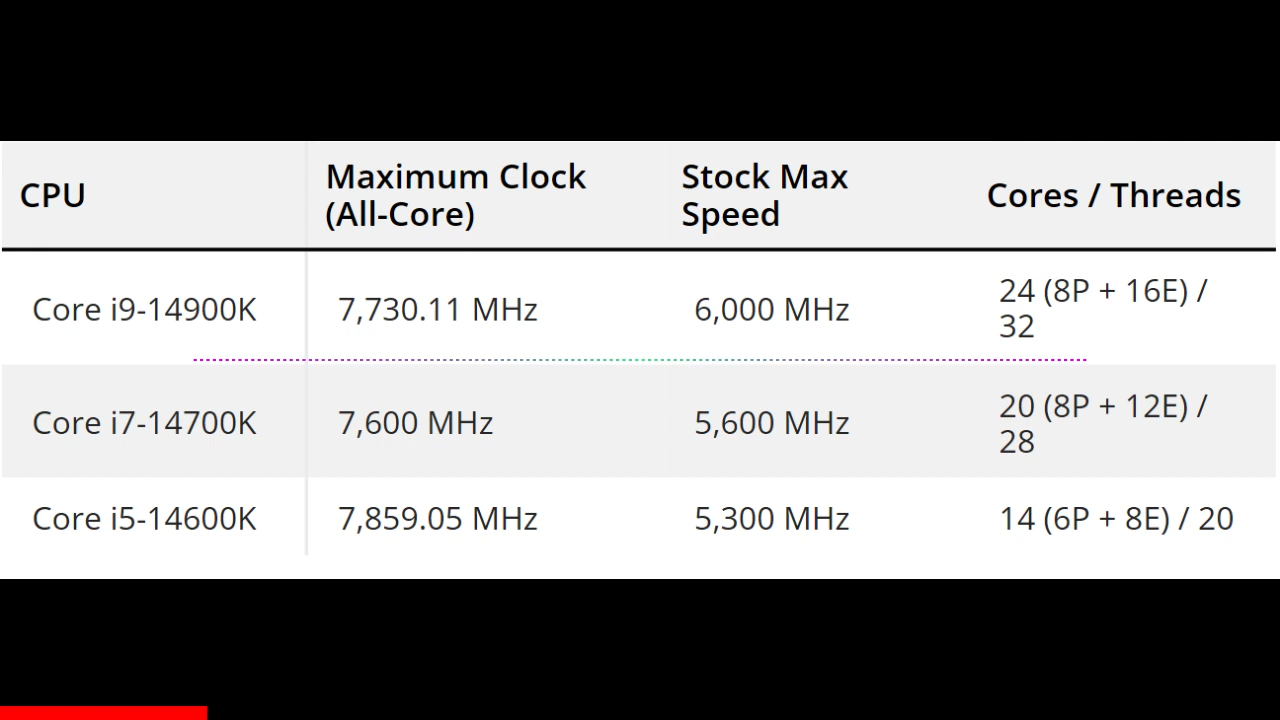 CPU
Maximum Clock
(All-Core)
Stock Max
Speed
Cores / Threads
Core i9-14900K
7,730.11 MHz
6,000 MHz
24 (8P + 16E) /
32
Core i7-14700K
7,600 MHz
5,600 MHz
20 (8P + 12E) /
28
Core i5-14600K
7,859.05 MHz
5,300 MHz
14 (6P + 8E) / 20